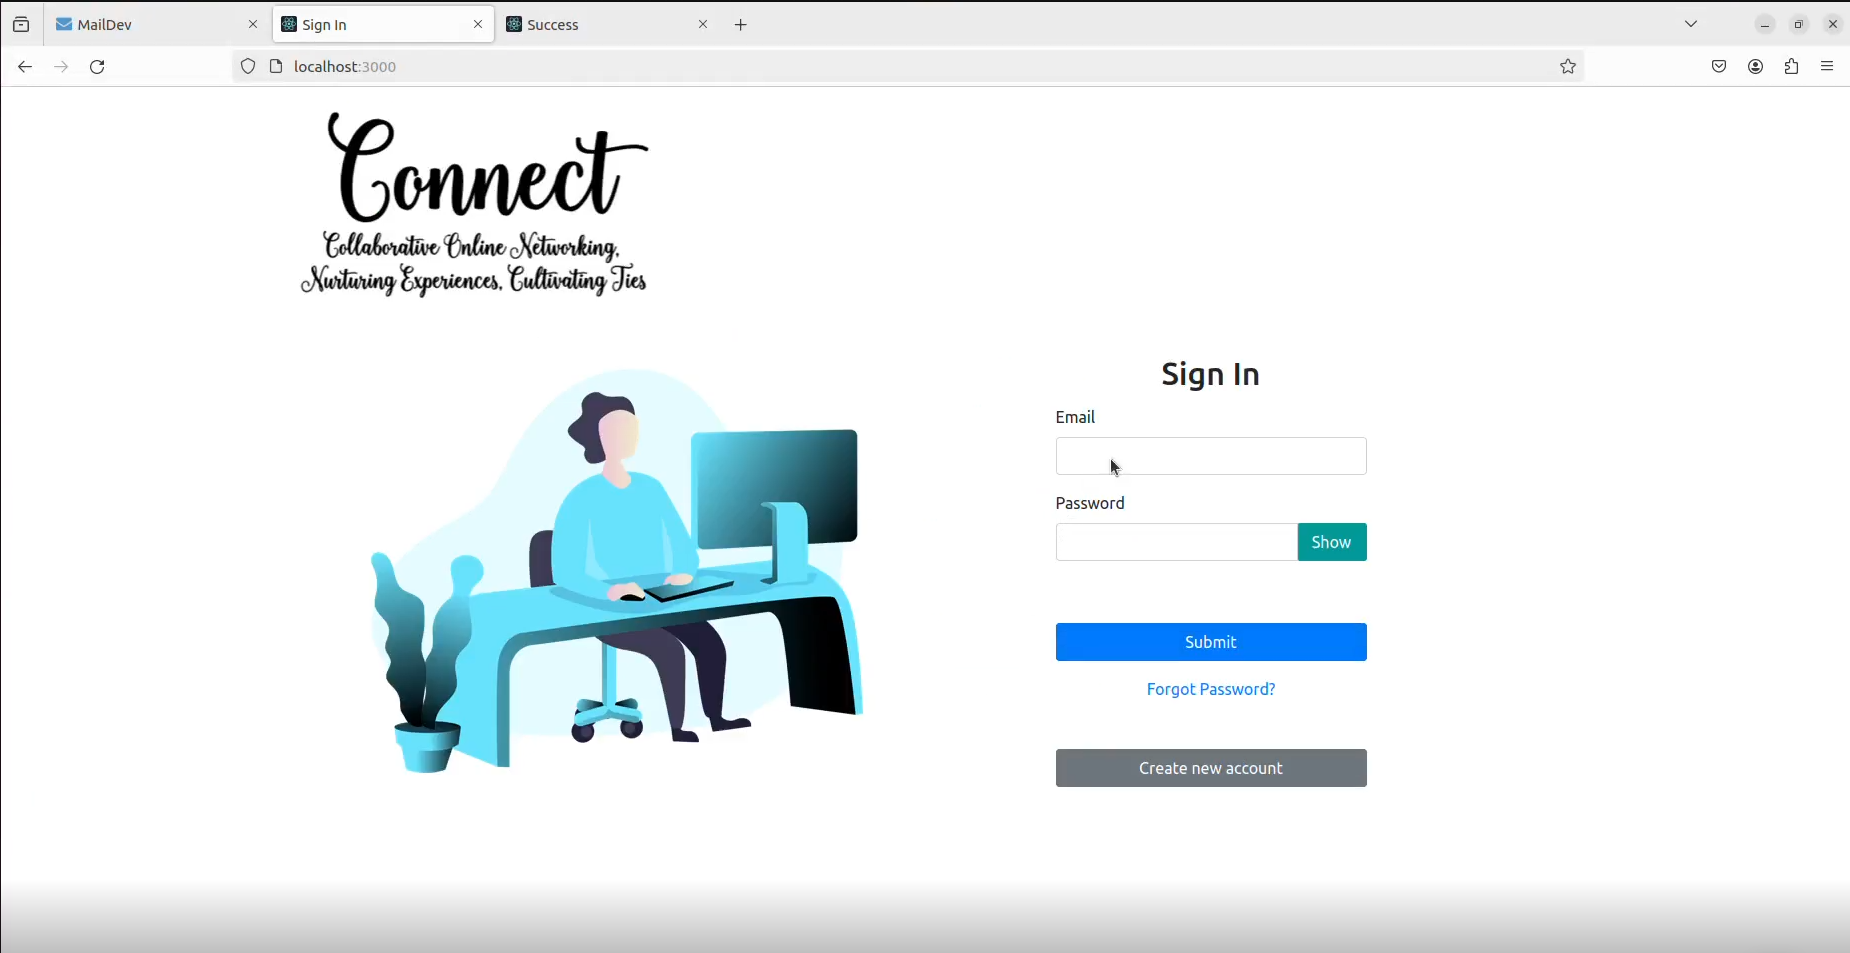 MailDev
Sign In
Success
localhost:3000
Connect
Collaborative Online Networking,
Nurturing Experiences, Cultivating Ties
Sign In
Email
Password
Show
Submit
Forgot Password?
Create new account